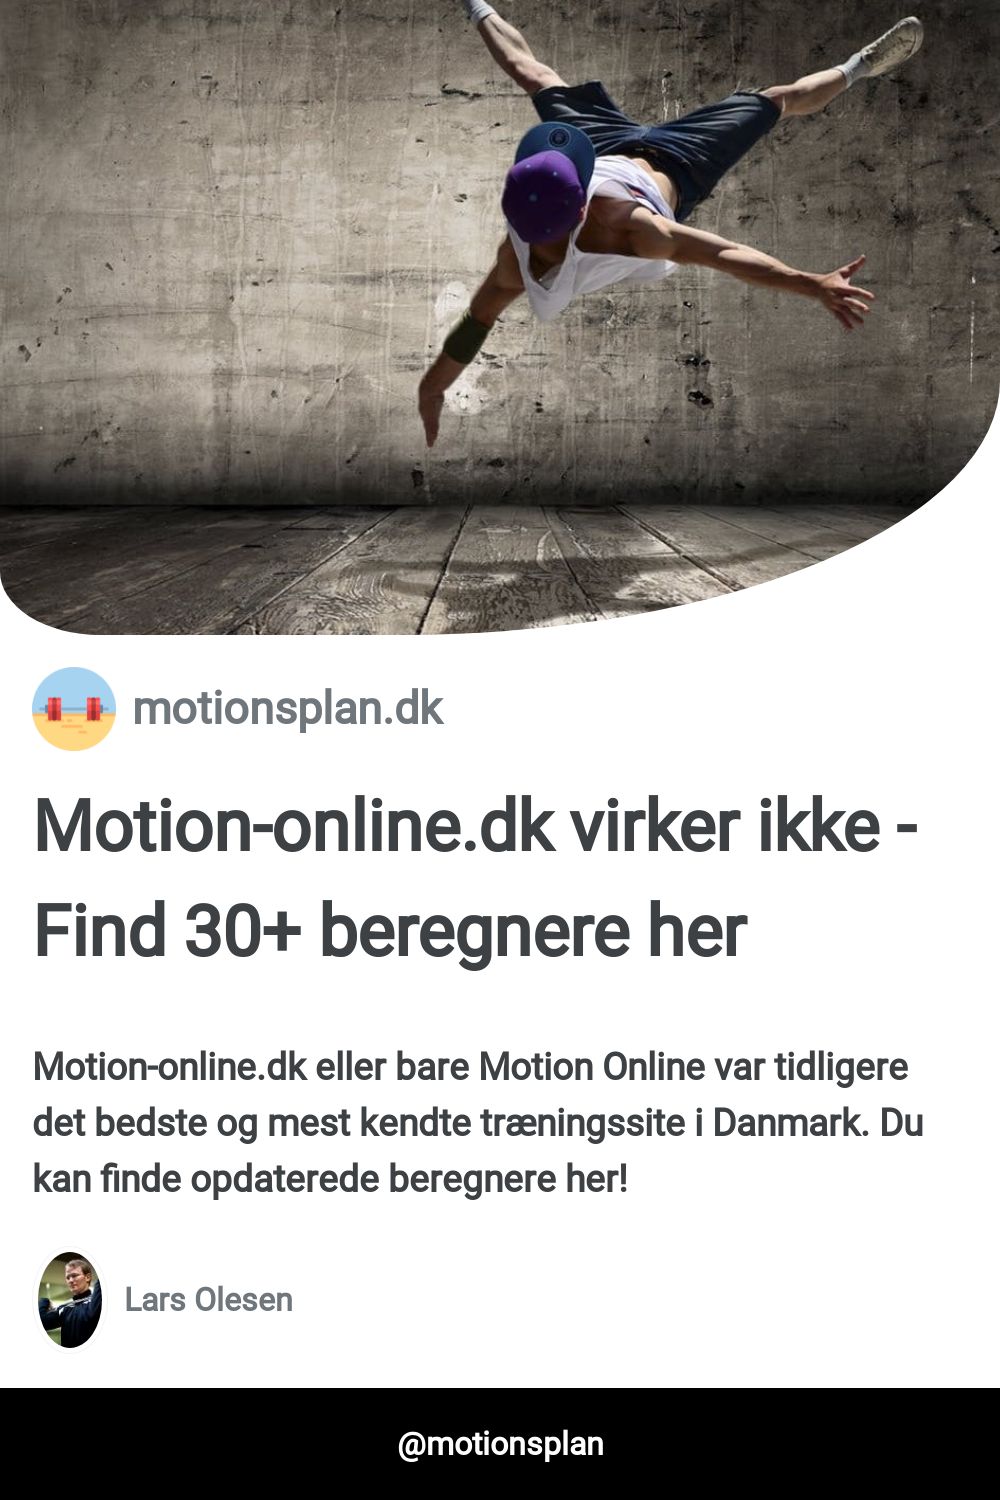 motionsplan.dk
Motion-online.dk virker ikke -
Find 30+ beregnere her
Motion-online.dk eller bare Motion Online var tidligere
det bedste og mest kendte træningssite i Danmark. Du
kan finde opdaterede beregnere her!
Lars Olesen
@motionsplan